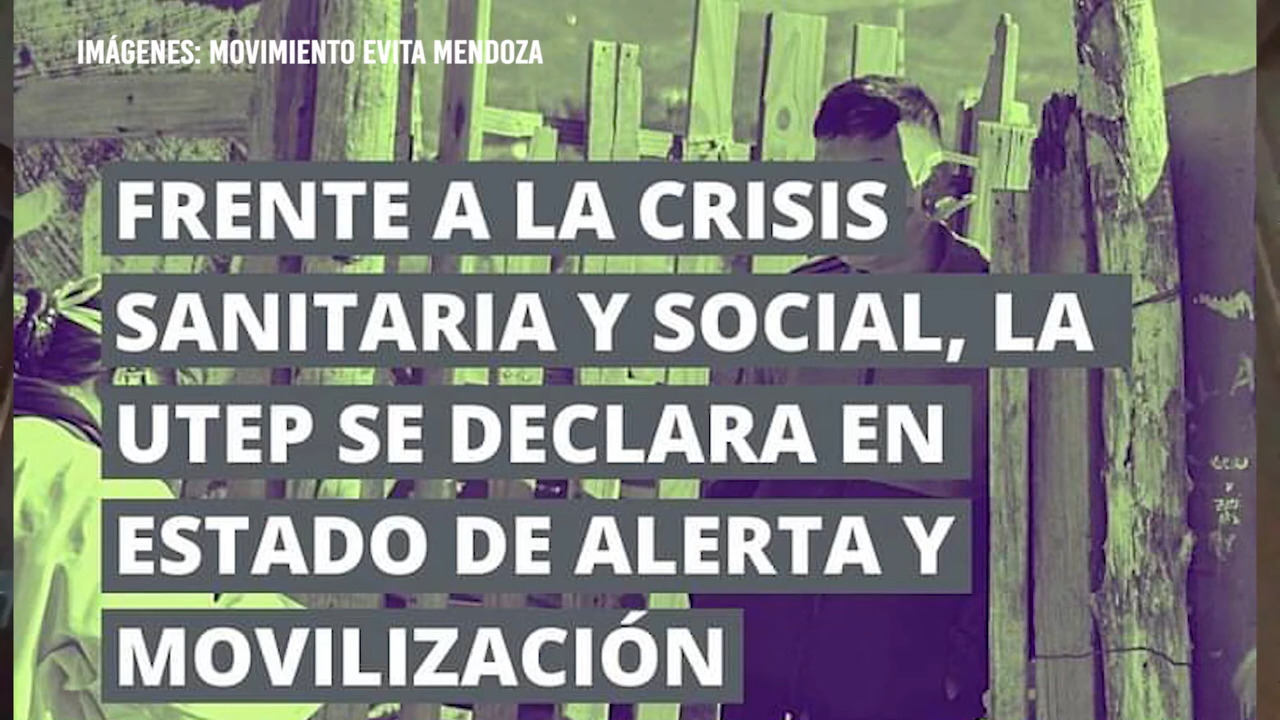 IMÁGENES: MOVIMIENTO EVITA MENDOZA
FRENTE A LA CRISIS
SANITARIA Y SOCIAL, LA
UTEP SE DECLARA EN
ESTADO DE ALERTA Y
MOVILIZACIÓN